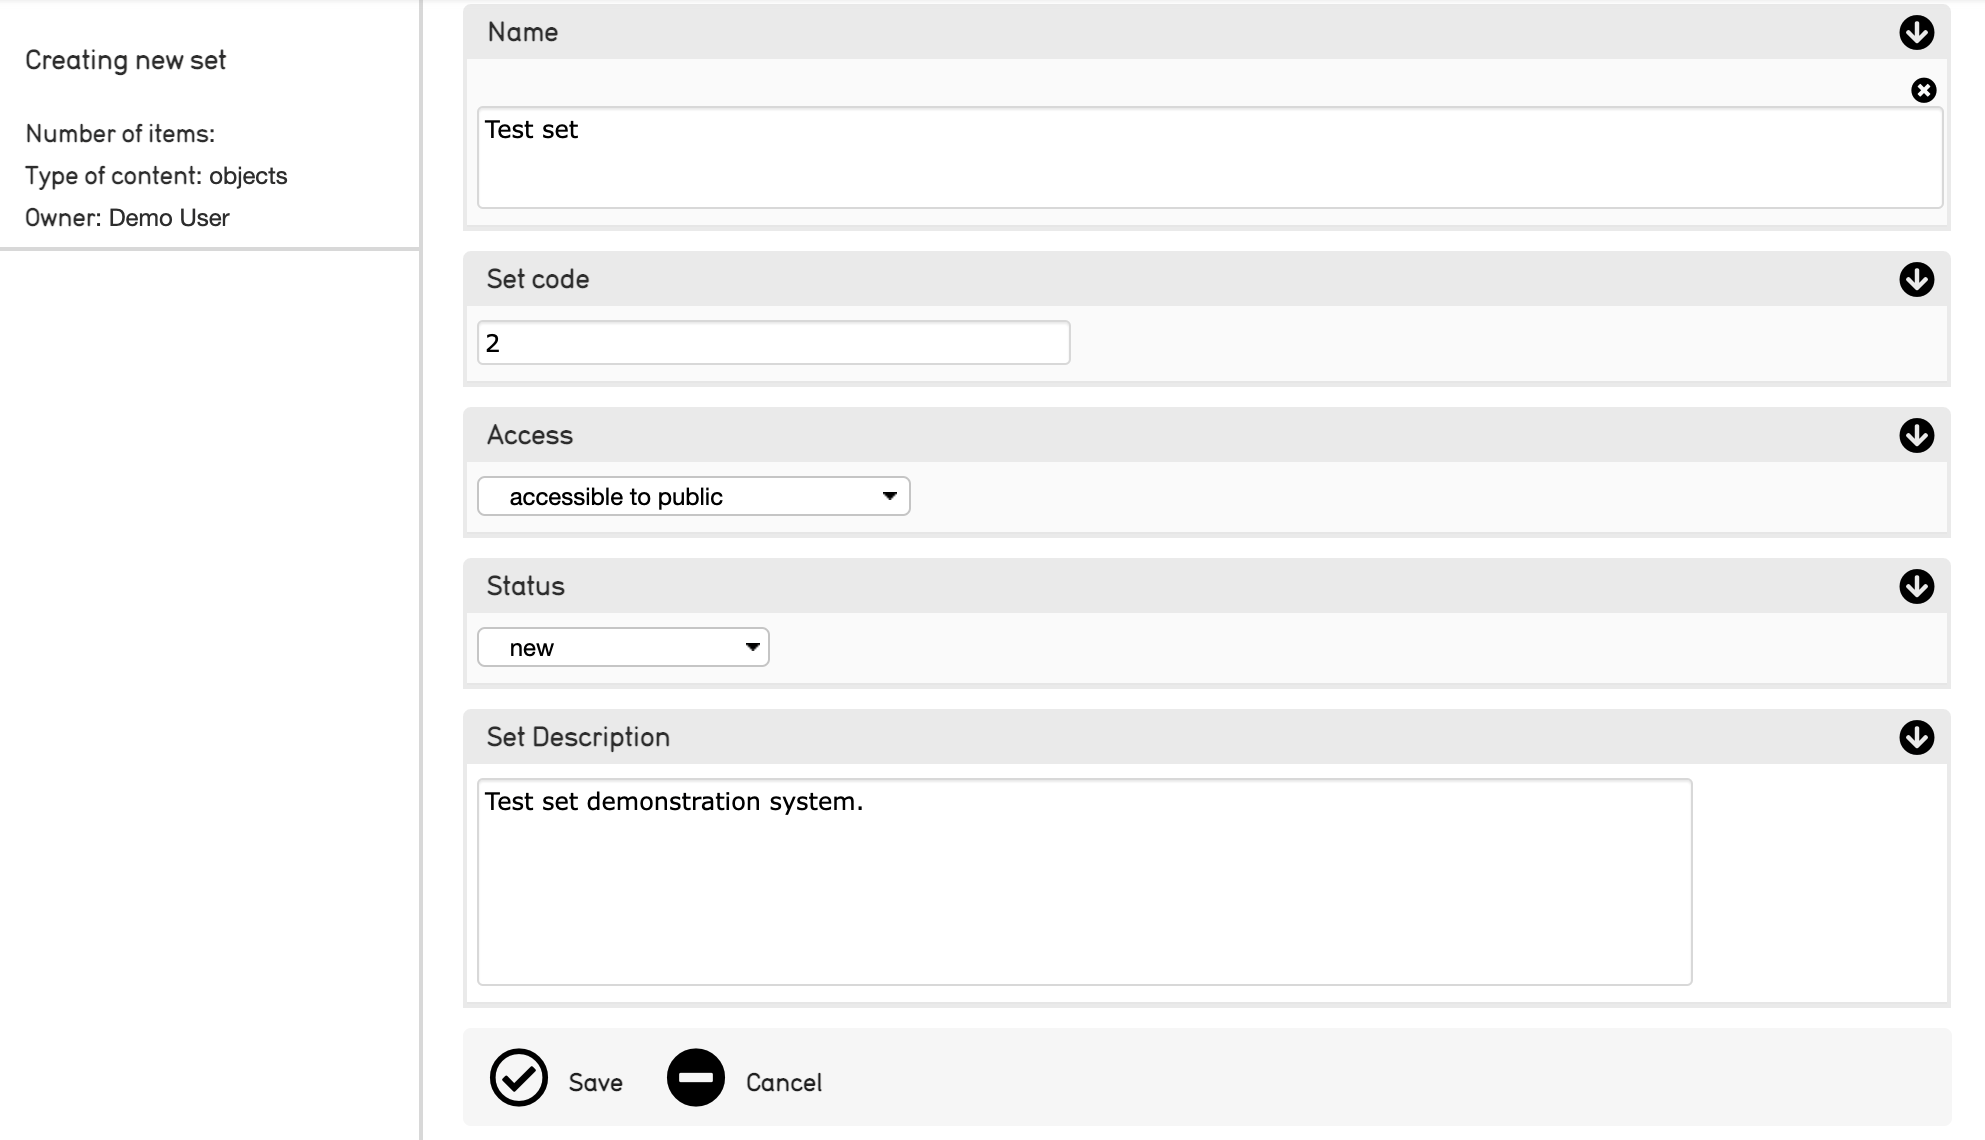 Creating new set
Number of items:
Type of content: objects
Owner: Demo User
Name
Test set
Set code
2
Access
accessible to public
Status
new
Set Description
Test set demonstration system.
Save
Cancel